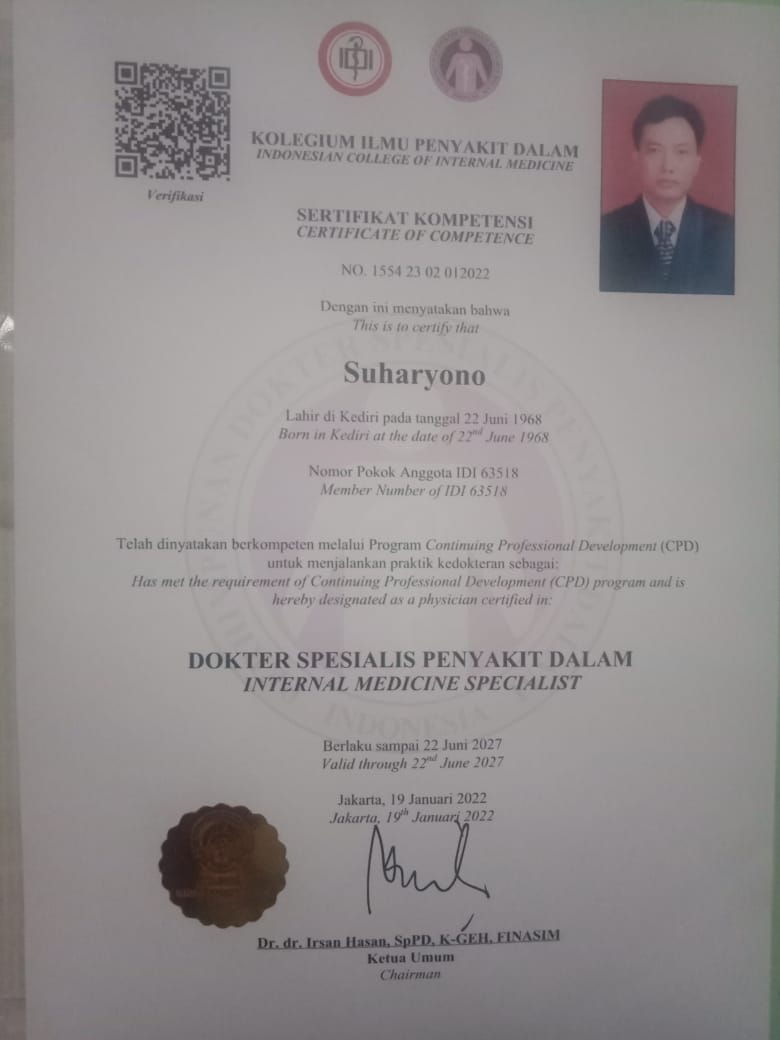 IDI
Verifikasi
KOLEGIUM ILMU PENYAKIT DALAM
INDONESIAN COLLEGE OF INTERNAL MEDICINE
SERTIFIKAT KOMPETENSI
CERTIFICATE OF COMPETENCE
NO. 1554 23 02 012022
Dengan ini menyatakan bahwa
This is to certify that
Suharyono
Lahir di Kediri pada tanggal 22 Juni 1968
Born in Kediri at the date of 22nd June 1968
Nomor Pokok Anggota IDI 63518
Member Number of IDI 63518
Telah dinyatakan berkompeten melalui Program Continuing Professional Development (CPD)
untuk menjalankan praktik kedokteran sebagai:
Has met the requirement of Continuing Professional Development (CPD) program and is
hereby designated as a physician certified in:
DOKTER SPESIALIS PENYAKIT DALAM
INTERNAL MEDICINE SPECIALIST
INDONESIA
Berlaku sampai 22 Juni 2027
Valid through 22nd June 2027
Jakarta, 19 Januari 2022
Jakarta, 19th Januari 2022
Dr. dr. Irsan Hasan, SpPD, K-GEH, FINASIM
Ketua Umum
Chairman